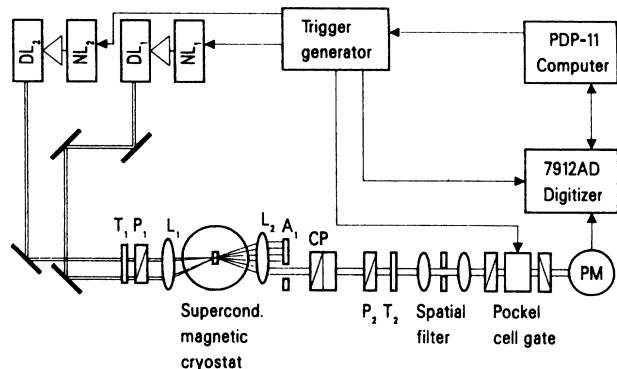 DL₂
NL₂
DL₁
NL₁
Trigger
generator
PDP-11
Computer
7912AD
Digitizer
T₁ P₁ L₁
L₂ A₁
CP
P₂ T₂
Spatial
filter
Pockel
cell gate
PM
Supercond.
magnetic
cryostat